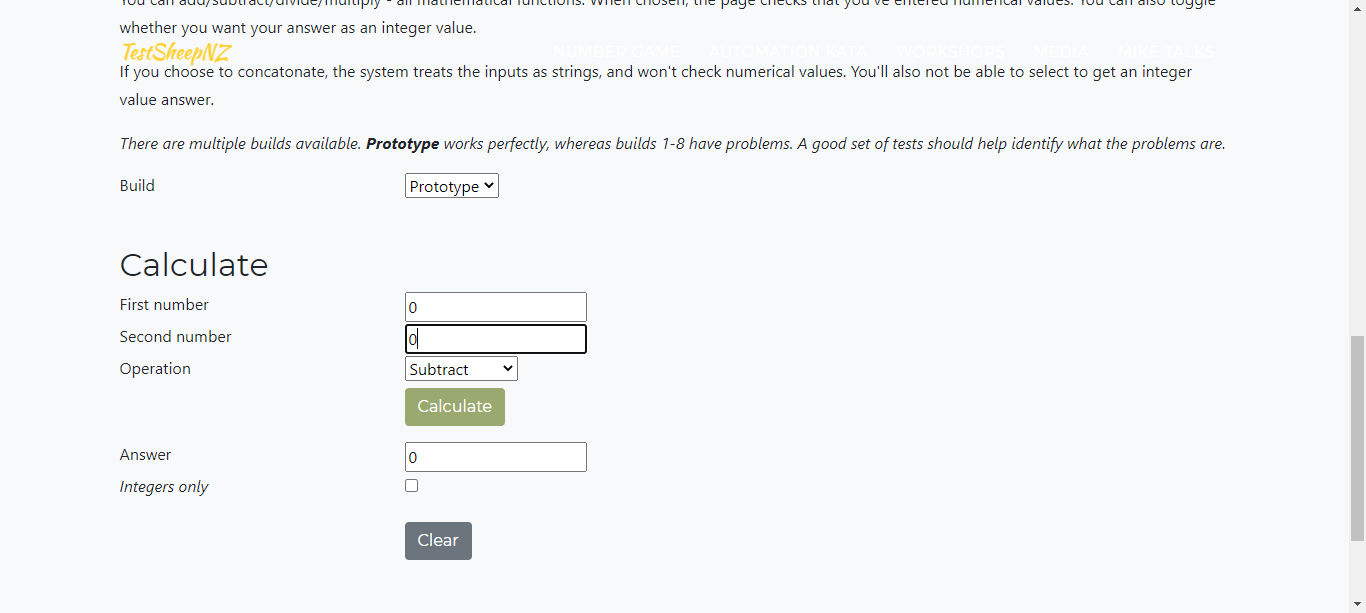 You can add/subtract/divide/multiply - all mathematical functions. When chosen, the page checks that you've entered numerical values. You can also toggle
whether you want your answer as an integer value.
TestSheepNZ NUMBER GAME AUTOMATION KATA WORKSHOPS MEDIA MIKE TALKS
If you choose to concatonate, the system treats the inputs as strings, and won't check numerical values. You'll also not be able to select to get an integer
value answer.
There are multiple builds available. Prototype works perfectly, whereas builds 1-8 have problems. A good set of tests should help identify what the problems are.
Build Prototype
Calculate
First number 0
Second number 0
Operation Subtract
Calculate
Answer 0
Integers only
Clear